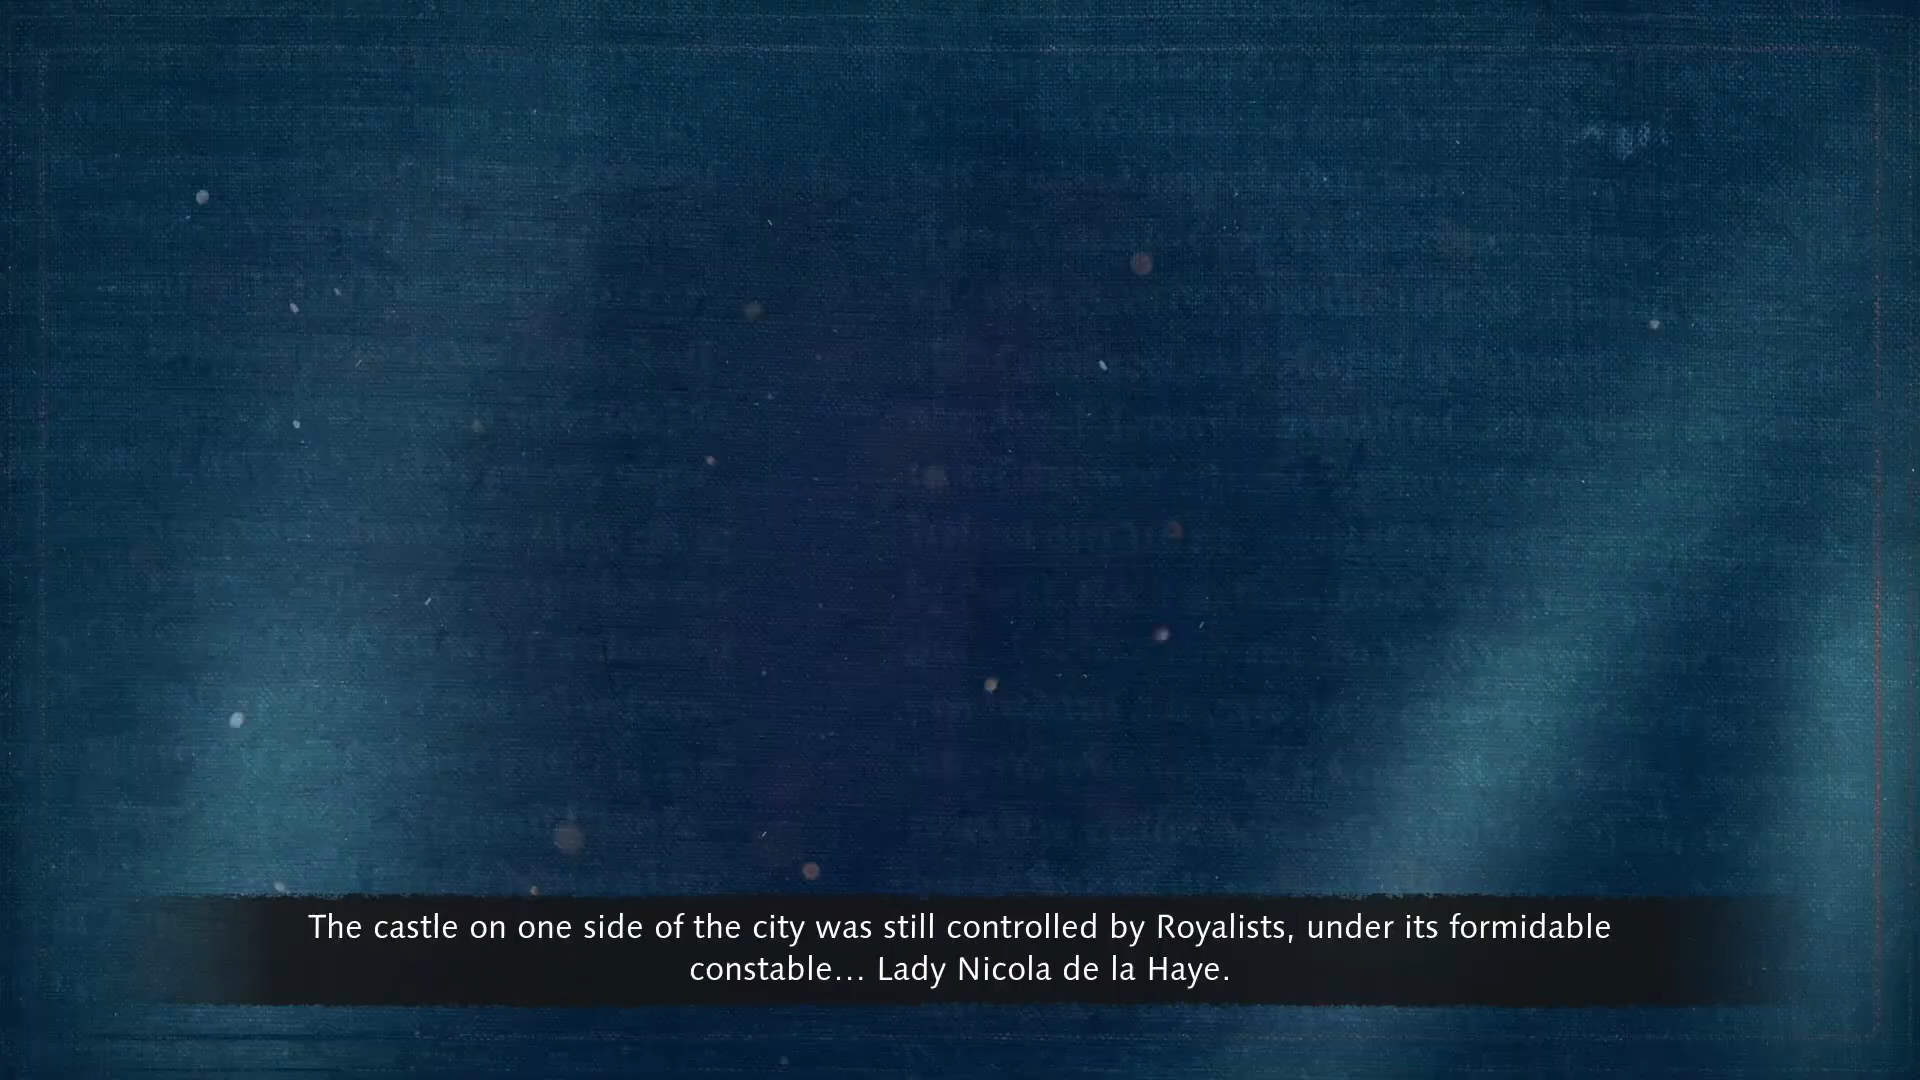 The castle on one side of the city was still controlled by Royalists, under its formidable
constable... Lady Nicola de la Haye.